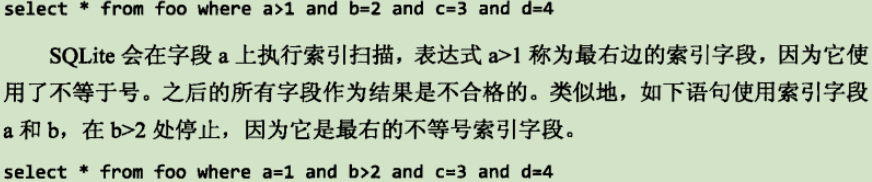 select * from foo where a>1 and b=2 and c=3 and d=4
SQLite 会在字段 a 上执行索引扫描，表达式 a>1 称为最右边的索引字段，因为它使
用了不等于号。之后的所有字段作为结果是不合格的。类似地，如下语句使用索引字段
a 和 b，在 b>2 处停止，因为它是最右的不等号索引字段。
select * from foo where a=1 and b>2 and c=3 and d=4